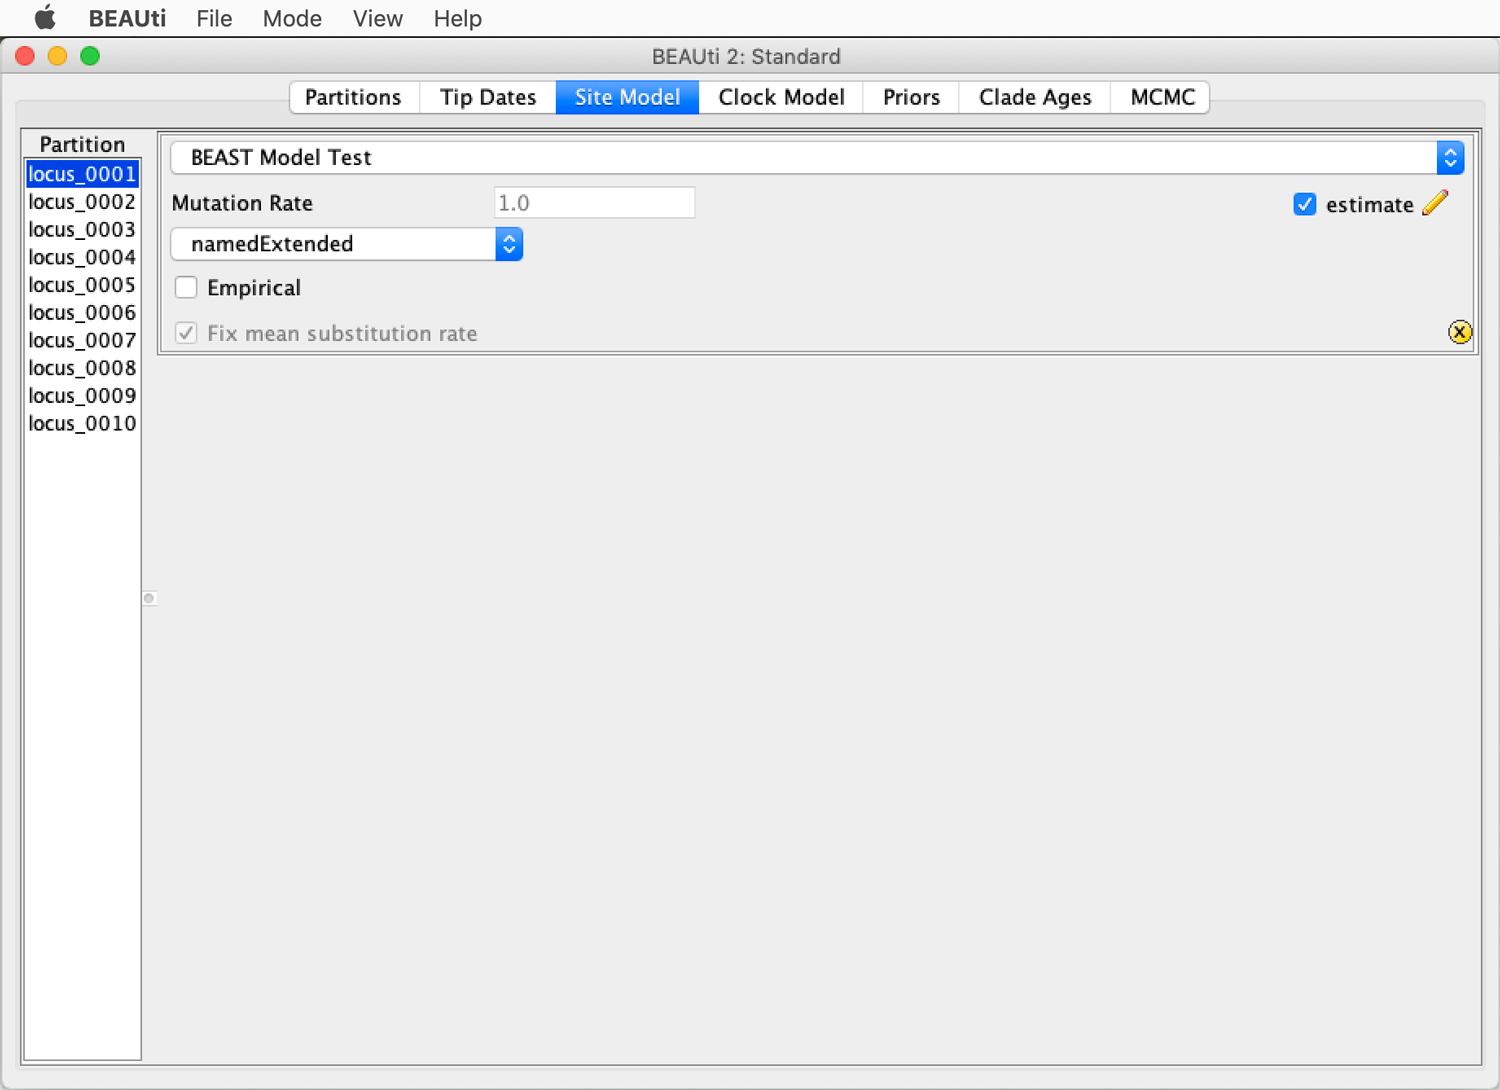 BEAUti File Mode View Help
BEAUti 2: Standard
Partitions Tip Dates Site Model Clock Model Priors Clade Ages MCMC
Partition
locus_0001
locus_0002
locus_0003
locus_0004
locus_0005
locus_0006
locus_0007
locus_0008
locus_0009
locus_0010
BEAST Model Test
Mutation Rate 1.0 estimate
namedExtended
Empirical
Fix mean substitution rate